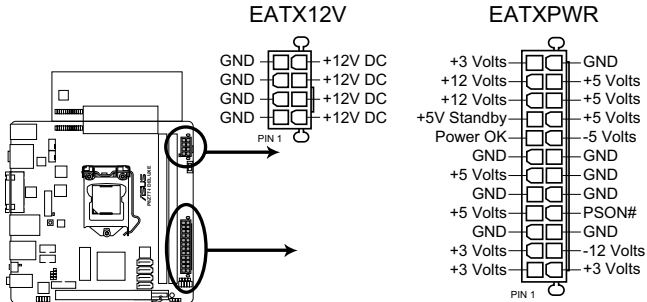 EATX12V
EATXPWR
GND +12V DC
GND +12V DC
GND +12V DC
GND +12V DC
PIN 1
+3 Volts GND
+12 Volts +5 Volts
+12 Volts +5 Volts
+5V Standby +5 Volts
Power OK -5 Volts
GND GND
+5 Volts GND
GND GND
+5 Volts PSON#
GND GND
+3 Volts -12 Volts
+3 Volts +3 Volts
PIN 1
ASUS
P8Z77-I DELUXE